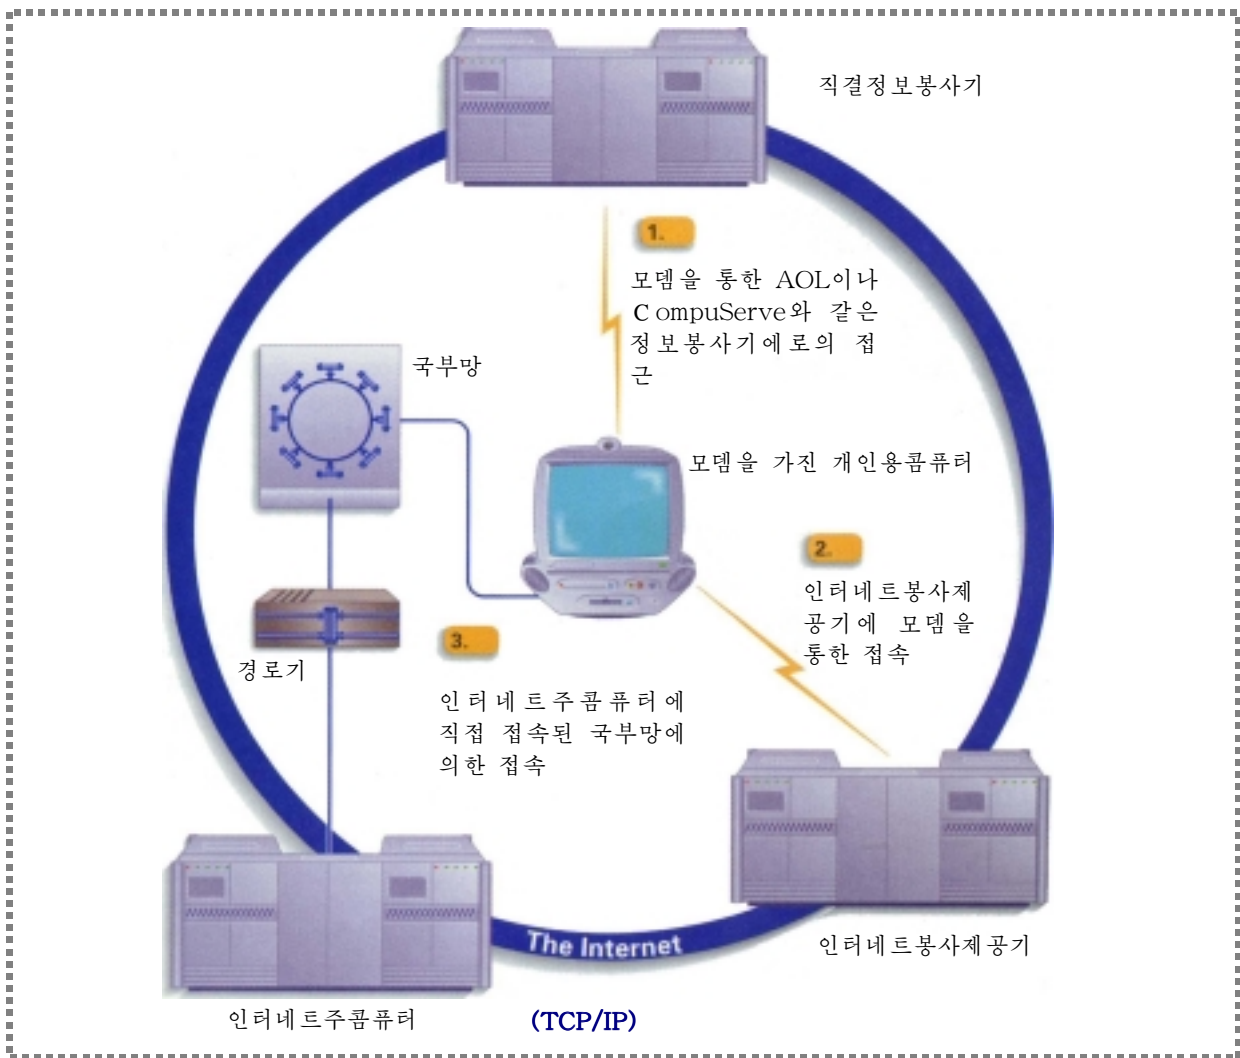 직결정보봉사기
1.
모뎀을 통한 AOL이나
CompuServe와 같은
정보봉사기에로의 접
근
국부망
모뎀을 가진 개인용콤퓨터
2.
인터네트봉사제
공기에 모뎀을
통한 접속
경로기
3.
인터네트주콤퓨터에
직접 접속된 국부망에
의한 접속
The Internet
인터네트봉사제공기
인터네트주콤퓨터
(TCP/IP)